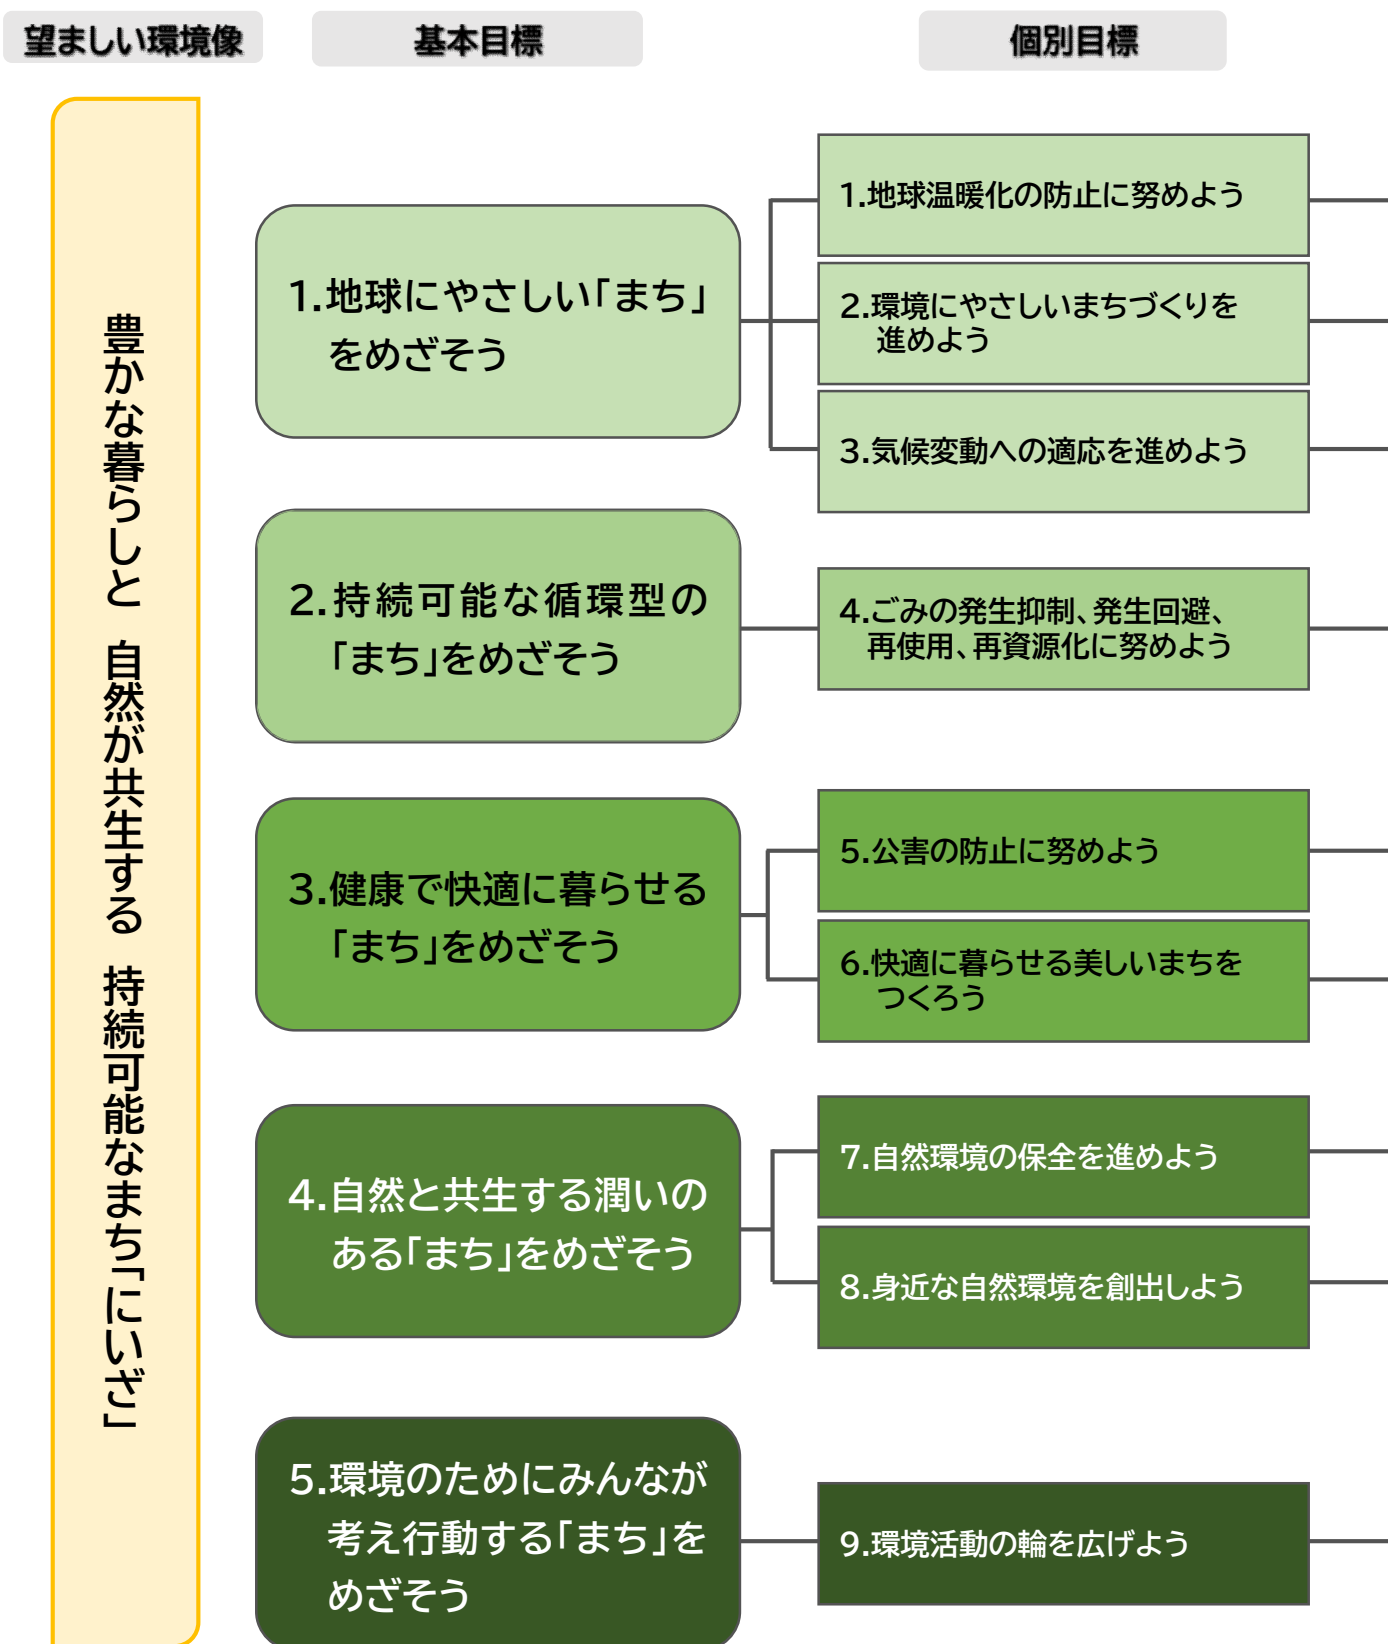 望ましい環境像
基本目標
個別目標
豊かな暮らしと 自然が共生する 持続可能なまち「にいざ」
1.地球にやさしい「まち」
をめざそう
1.地球温暖化の防止に努めよう
2.環境にやさしいまちづくりを
進めよう
3.気候変動への適応を進めよう
2.持続可能な循環型の
「まち」をめざそう
4.ごみの発生抑制、発生回避、
再使用、再資源化に努めよう
3.健康で快適に暮らせる
「まち」をめざそう
5.公害の防止に努めよう
6.快適に暮らせる美しいまちを
つくろう
4.自然と共生する潤いの
ある「まち」をめざそう
7.自然環境の保全を進めよう
8.身近な自然環境を創出しよう
5.環境のためにみんなが
考え行動する「まち」を
めざそう
9.環境活動の輪を広げよう